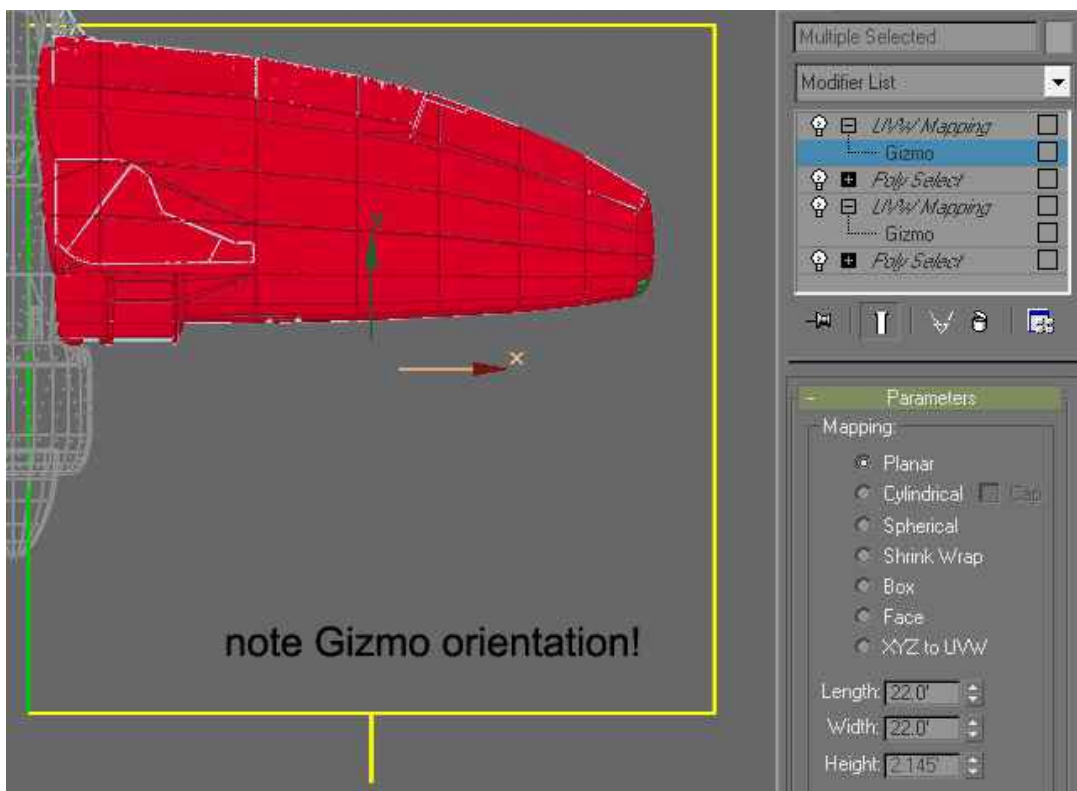 Multiple Selected
Modifier List
UVW Mapping
Gizmo
Poly Select
UVW Mapping
Gizmo
Poly Select
y
x
note Gizmo orientation!
- Parameters
Mapping:
Planar
Cylindrical Cap
Spherical
Shrink Wrap
Box
Face
XYZ to UVW
Length: 22.0'
Width: 22.0'
Height: 2.145'